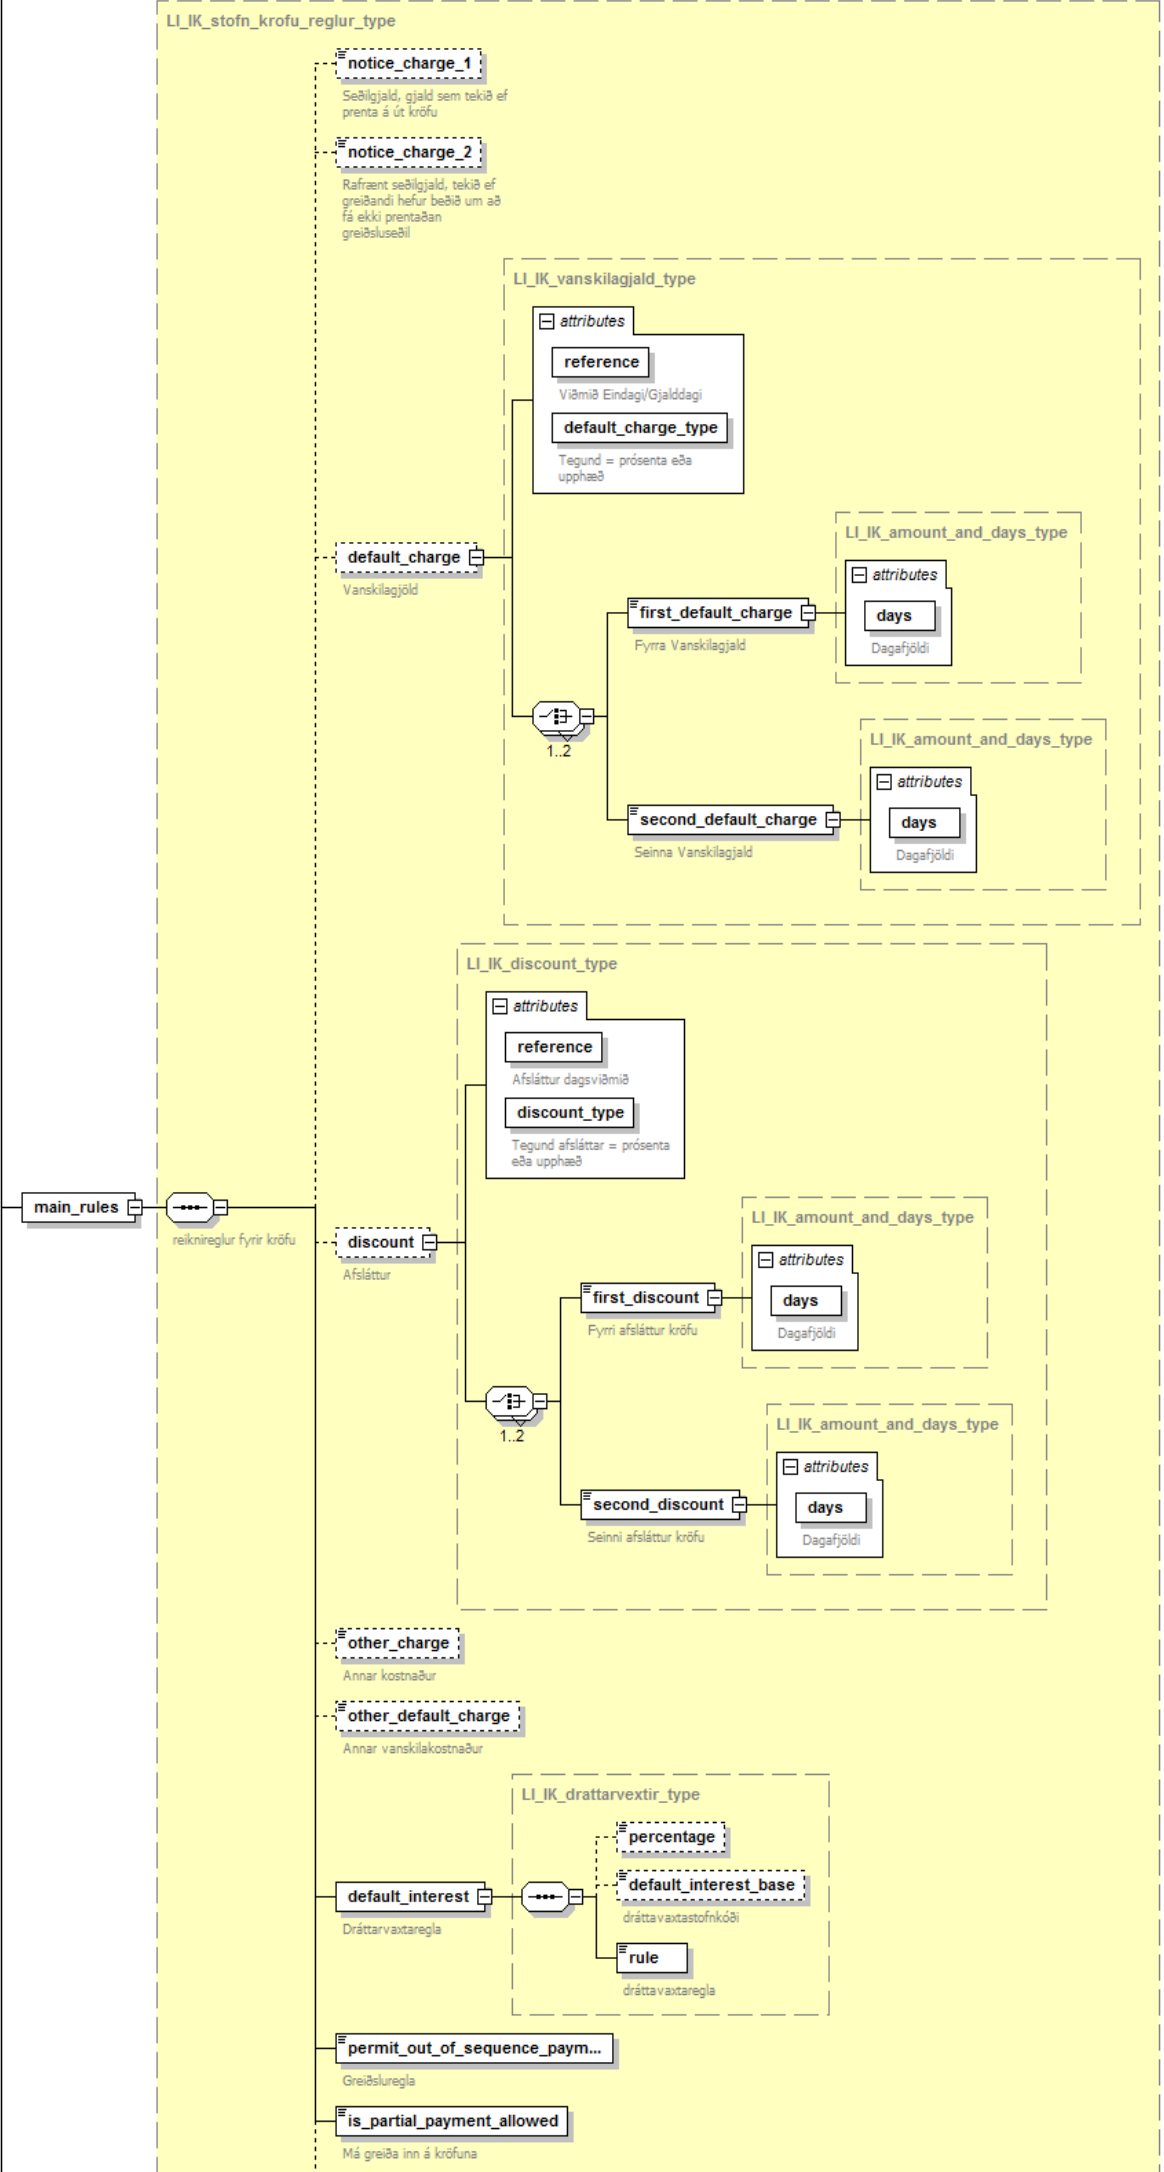 LI_IK_stofn_krofu_reglur_type
notice_charge_1
Seðilgjald, gjald sem tekið ef
prenta á út kröfu
notice_charge_2
Rafrænt seðilgjald, tekið ef
greiðandi hefur beðið um að
fá ekki prentaðan
greiðsluseðil
LI_IK_vanskilagjald_type
attributes
reference
Viðmið Eindagi/Gjalddagi
default_charge_type
Tegund = prósenta eða
upphæð
default_charge
Vanskilagjöld
LI_IK_amount_and_days_type
attributes
days
Dagafjöldi
first_default_charge
Fyrra Vanskilagjald
1..2
LI_IK_amount_and_days_type
attributes
days
Dagafjöldi
second_default_charge
Seinna Vanskilagjald
LI_IK_discount_type
attributes
reference
Afsláttur dagsviðmið
discount_type
Tegund afsláttar = prósenta
eða upphæð
main_rules
reiknireglur fyrir kröfu
discount
Afsláttur
LI_IK_amount_and_days_type
attributes
days
Dagafjöldi
first_discount
Fyrri afsláttur kröfu
1..2
LI_IK_amount_and_days_type
attributes
days
Dagafjöldi
second_discount
Seinni afsláttur kröfu
other_charge
Annar kostnaður
other_default_charge
Annar vanskilakostnaður
LI_IK_drattarvextir_type
percentage
default_interest_base
dráttavaxtastofnkóði
default_interest
Dráttarvaxtaregla
rule
dráttavaxtaregla
permit_out_of_sequence_paym...
Greiðsluregla
is_partial_payment_allowed
Má greiða inn á kröfuna